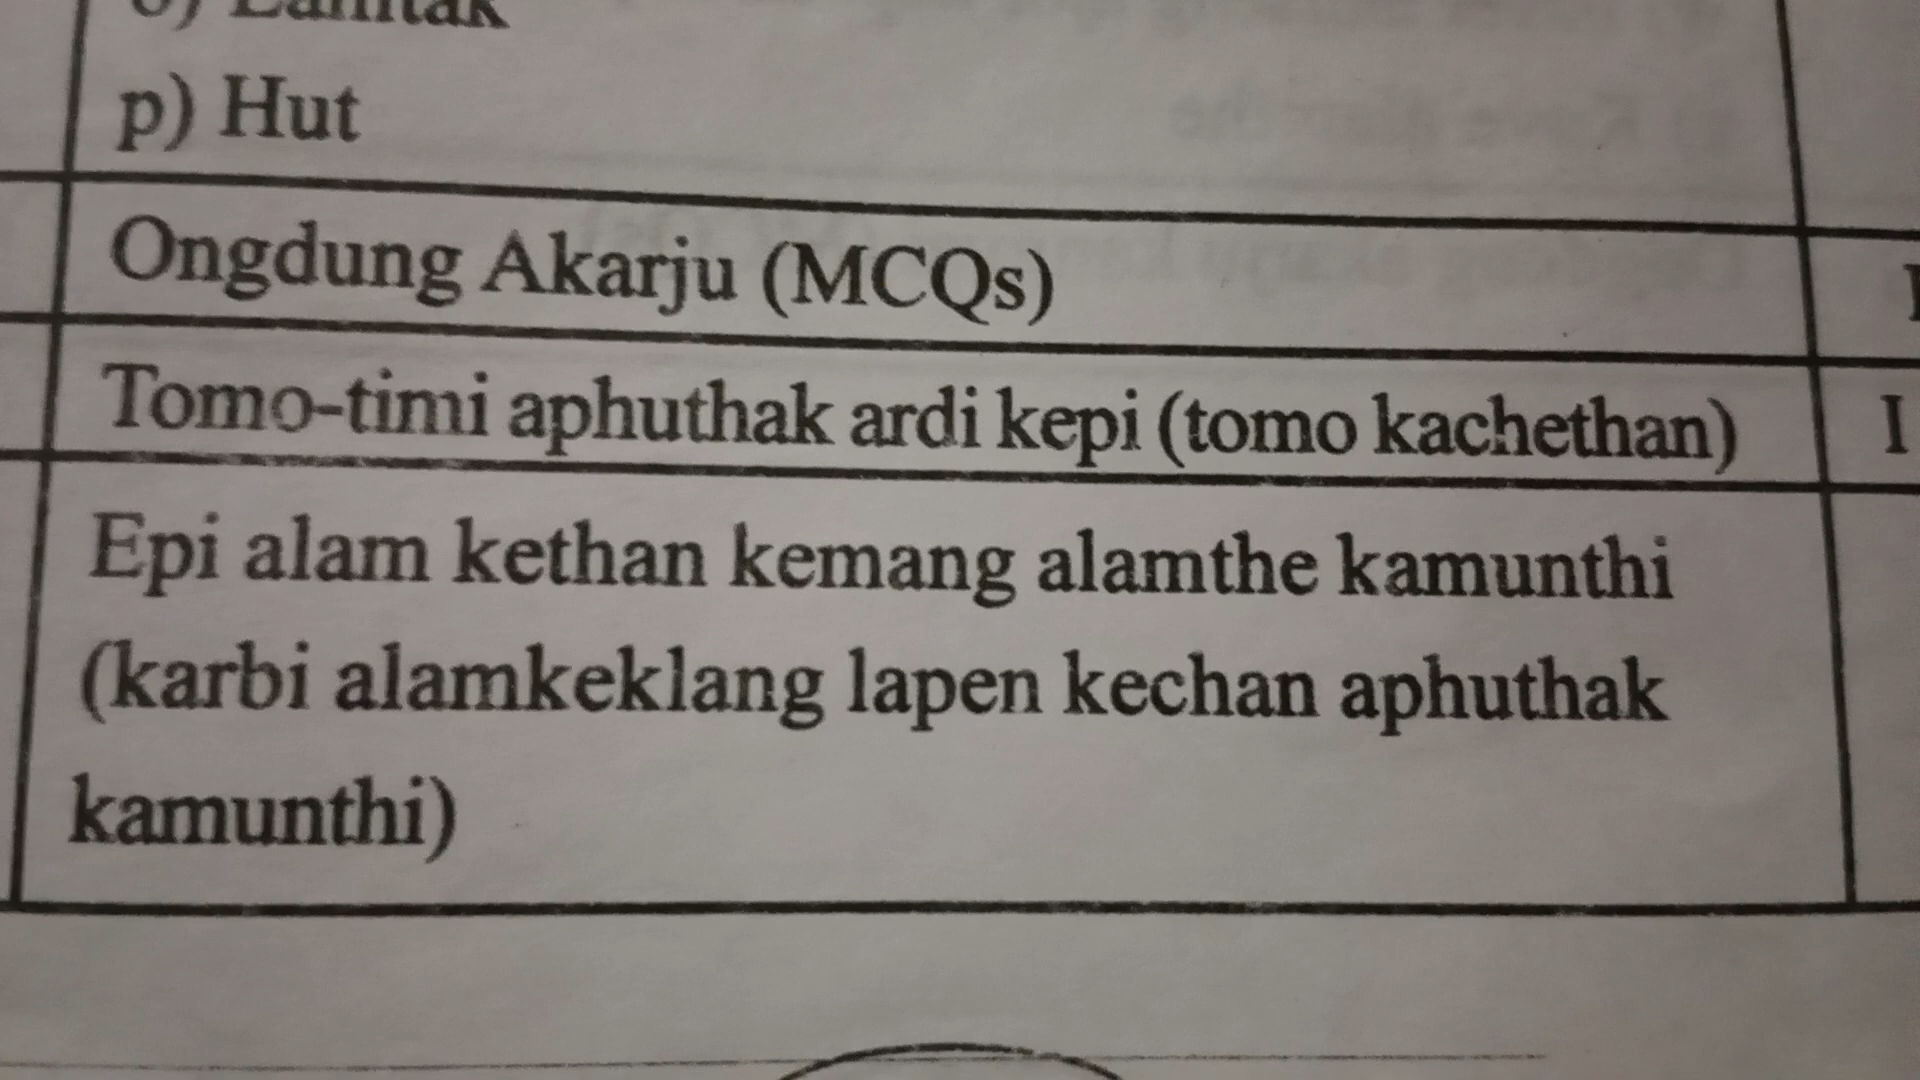 p) Hut
Ongdung Akarju (MCQs)
Tomo-timi aphuthak ardi kepi (tomo kachethan)
I
Epi alam kethan kemang alamthe kamunthi
(karbi alamkeklang lapen kechan aphuthak
kamunthi)